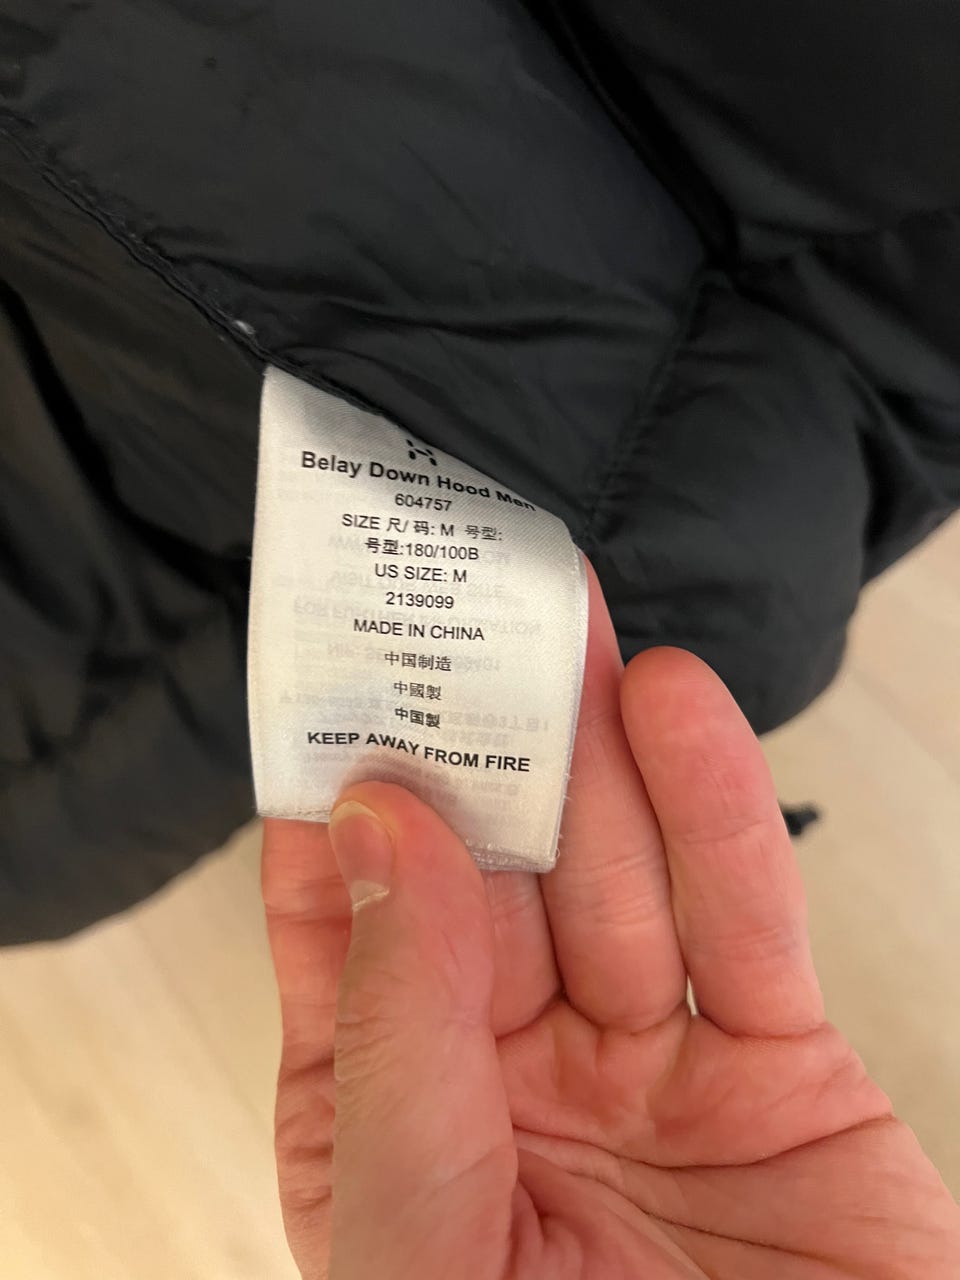 Belay Down Hood Man
604757
SIZE 尺/ 码: M 号型:
号型:180/100B
US SIZE: M
2139099
MADE IN CHINA
中国制造
中國製
中国製
KEEP AWAY FROM FIRE